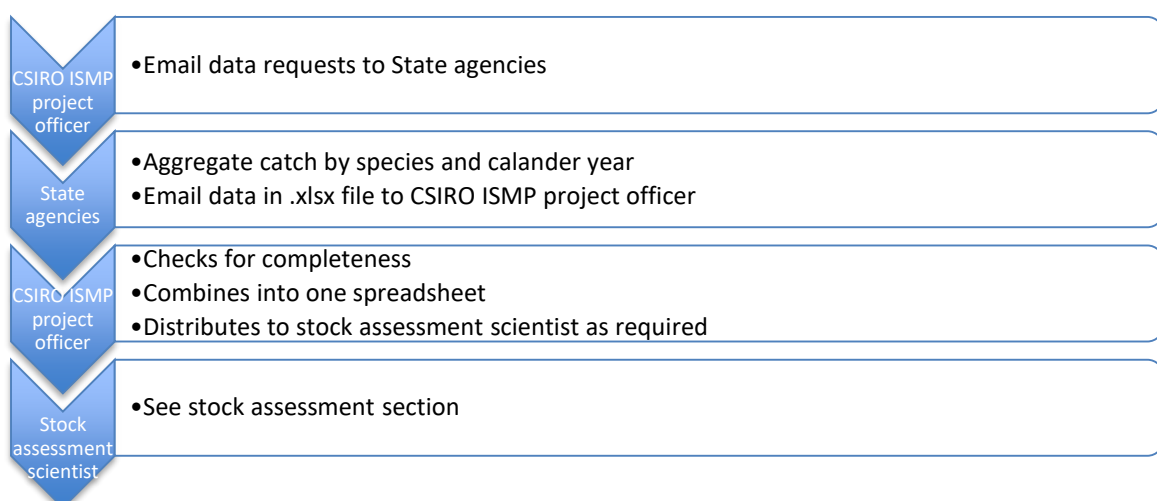 CSIRO ISMP
project
officer
•Email data requests to State agencies
State
agencies
•Aggregate catch by species and calander year
•Email data in .xlsx file to CSIRO ISMP project officer
CSIRO ISMP
project
officer
•Checks for completeness
•Combines into one spreadsheet
•Distributes to stock assessment scientist as required
Stock
assessment
scientist
•See stock assessment section